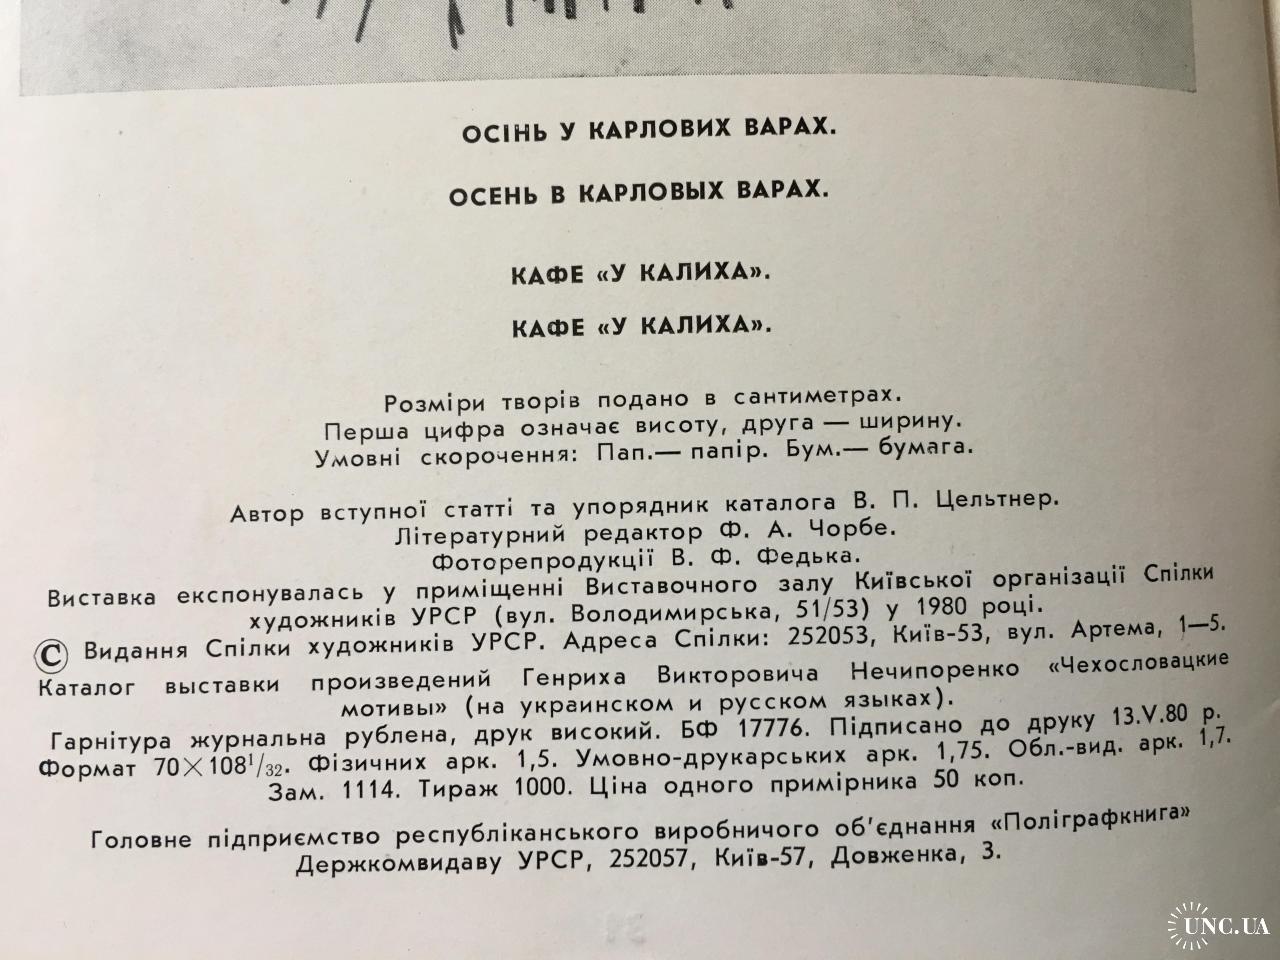 ОСІНЬ У КАРЛОВИХ ВАРАХ.
ОСЕНЬ В КАРЛОВЫХ ВАРАХ.
КАФЕ «У КАЛИХА».
КАФЕ «У КАЛИХА».
Розміри творів подано в сантиметрах.
Перша цифра означає висоту, друга — ширину.
Умовні скорочення: Пап.— папір. Бум.— бумага.
Автор вступної статті та упорядник каталога В. П. Цельтнер.
Літературний редактор Ф. А. Чорбе.
Фоторепродукції В. Ф. Федька.
Виставка експонувалась у приміщенні Виставочного залу Київської організації Спілки
художників УРСР (вул. Володимирська, 51/53) у 1980 році.
© Видання Спілки художників УРСР. Адреса Спілки: 252053, Київ-53, вул. Артема, 1—5.
Каталог выставки произведений Генриха Викторовича Нечипоренко «Чехословацкие
мотивы» (на украинском и русском языках).
Гарнітура журнальна рублена, друк високий. БФ 17776. Підписано до друку 13.V.80 р.
Формат 70×108¹/₃₂. Фізичних арк. 1,5. Умовно-друкарських арк. 1,75. Обл.-вид. арк. 1,7.
Зам. 1114. Тираж 1000. Ціна одного примірника 50 коп.
Головне підприємство республіканського виробничого об'єднання «Поліграфкнига»
Держкомвидаву УРСР, 252057, Київ-57, Довженка, 3.
UNC.UA